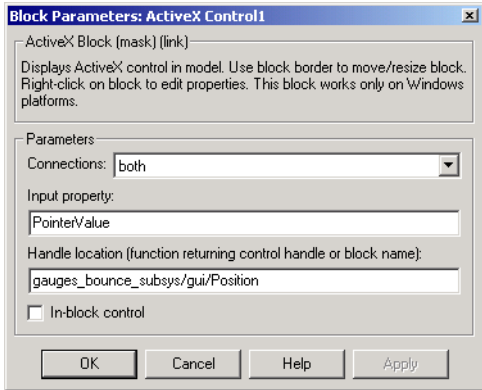 Block Parameters: ActiveX Control1
ActiveX Block (mask) (link)
Displays ActiveX control in model. Use block border to move/resize block.
Right-click on block to edit properties. This block works only on Windows
platforms.
Parameters
Connections: both
Input property:
PointerValue
Handle location (function returning control handle or block name):
gauges_bounce_subsys/gui/Position
In-block control
OK Cancel Help Apply